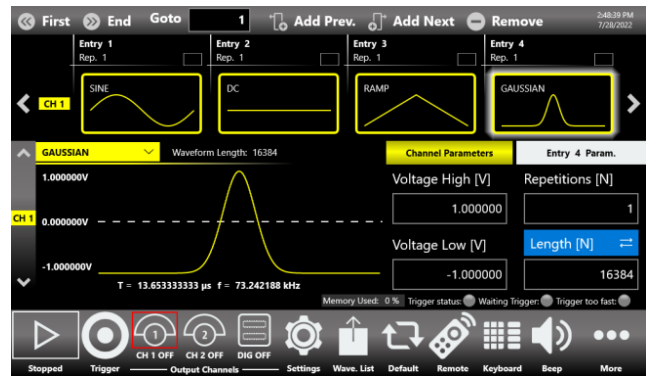 First End Goto 1 Add Prev. Add Next Remove 2:48:39 PM
7/28/2022
Entry 1 Entry 2 Entry 3 Entry 4
Rep. 1 Rep. 1 Rep. 1 Rep. 1
CH 1 SINE DC RAMP GAUSSIAN
GAUSSIAN Waveform Length: 16384 Channel Parameters Entry 4 Param.
1.000000V Voltage High [V] Repetitions [N]
1.000000 1
CH 1 0.000000V
Voltage Low [V] Length [N]
-1.000000V -1.000000 16384
T = 13.653333333 µs f = 73.242188 kHz
Memory Used: 0 % Trigger status: Waiting Trigger: Trigger too fast:
1 2
CH 1 OFF CH 2 OFF DIG OFF
Stopped Trigger Output Channels Settings Wave. List Default Remote Keyboard Beep More